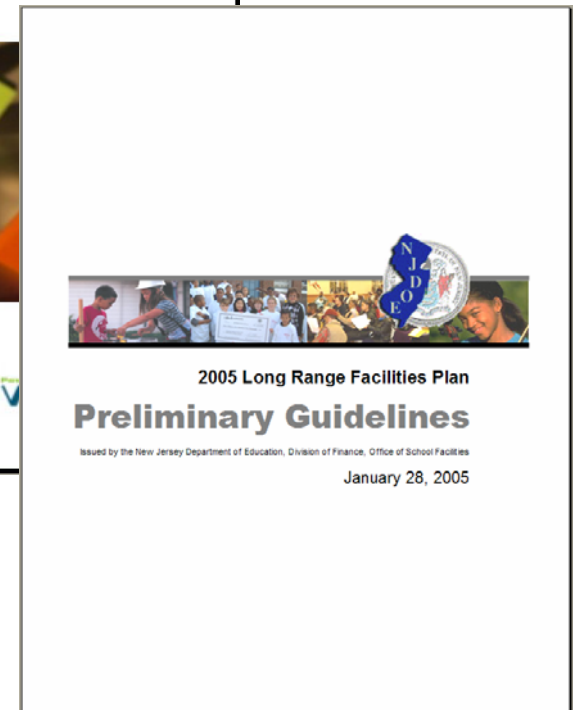 NJDOE
2005 Long Range Facilities Plan
Preliminary Guidelines
Issued by the New Jersey Department of Education, Division of Finance, Office of School Facilities
January 28, 2005